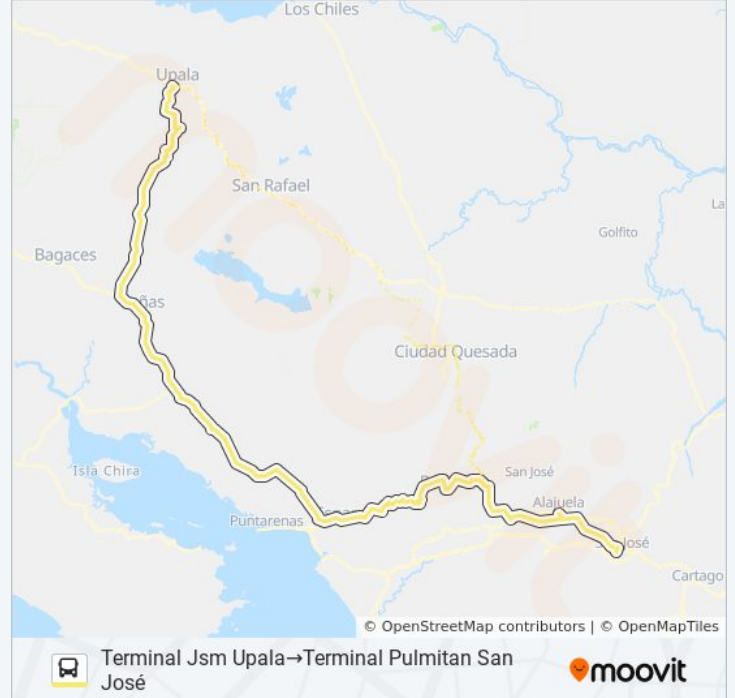 Los Chiles
Upala
San Rafael
La
Golfito
Bagaces
ñas
Ciudad Quesada
Isla Chira
San José
Alajuela
Puntarenas
José
Cartago
© OpenStreetMap contributors | © OpenMapTiles
Terminal Jsm Upala→Terminal Pulmitan San
José
moovit